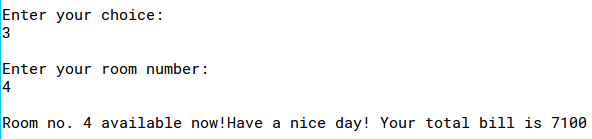 Enter your choice:
3
Enter your room number:
4
Room no. 4 available now!Have a nice day! Your total bill is 7100